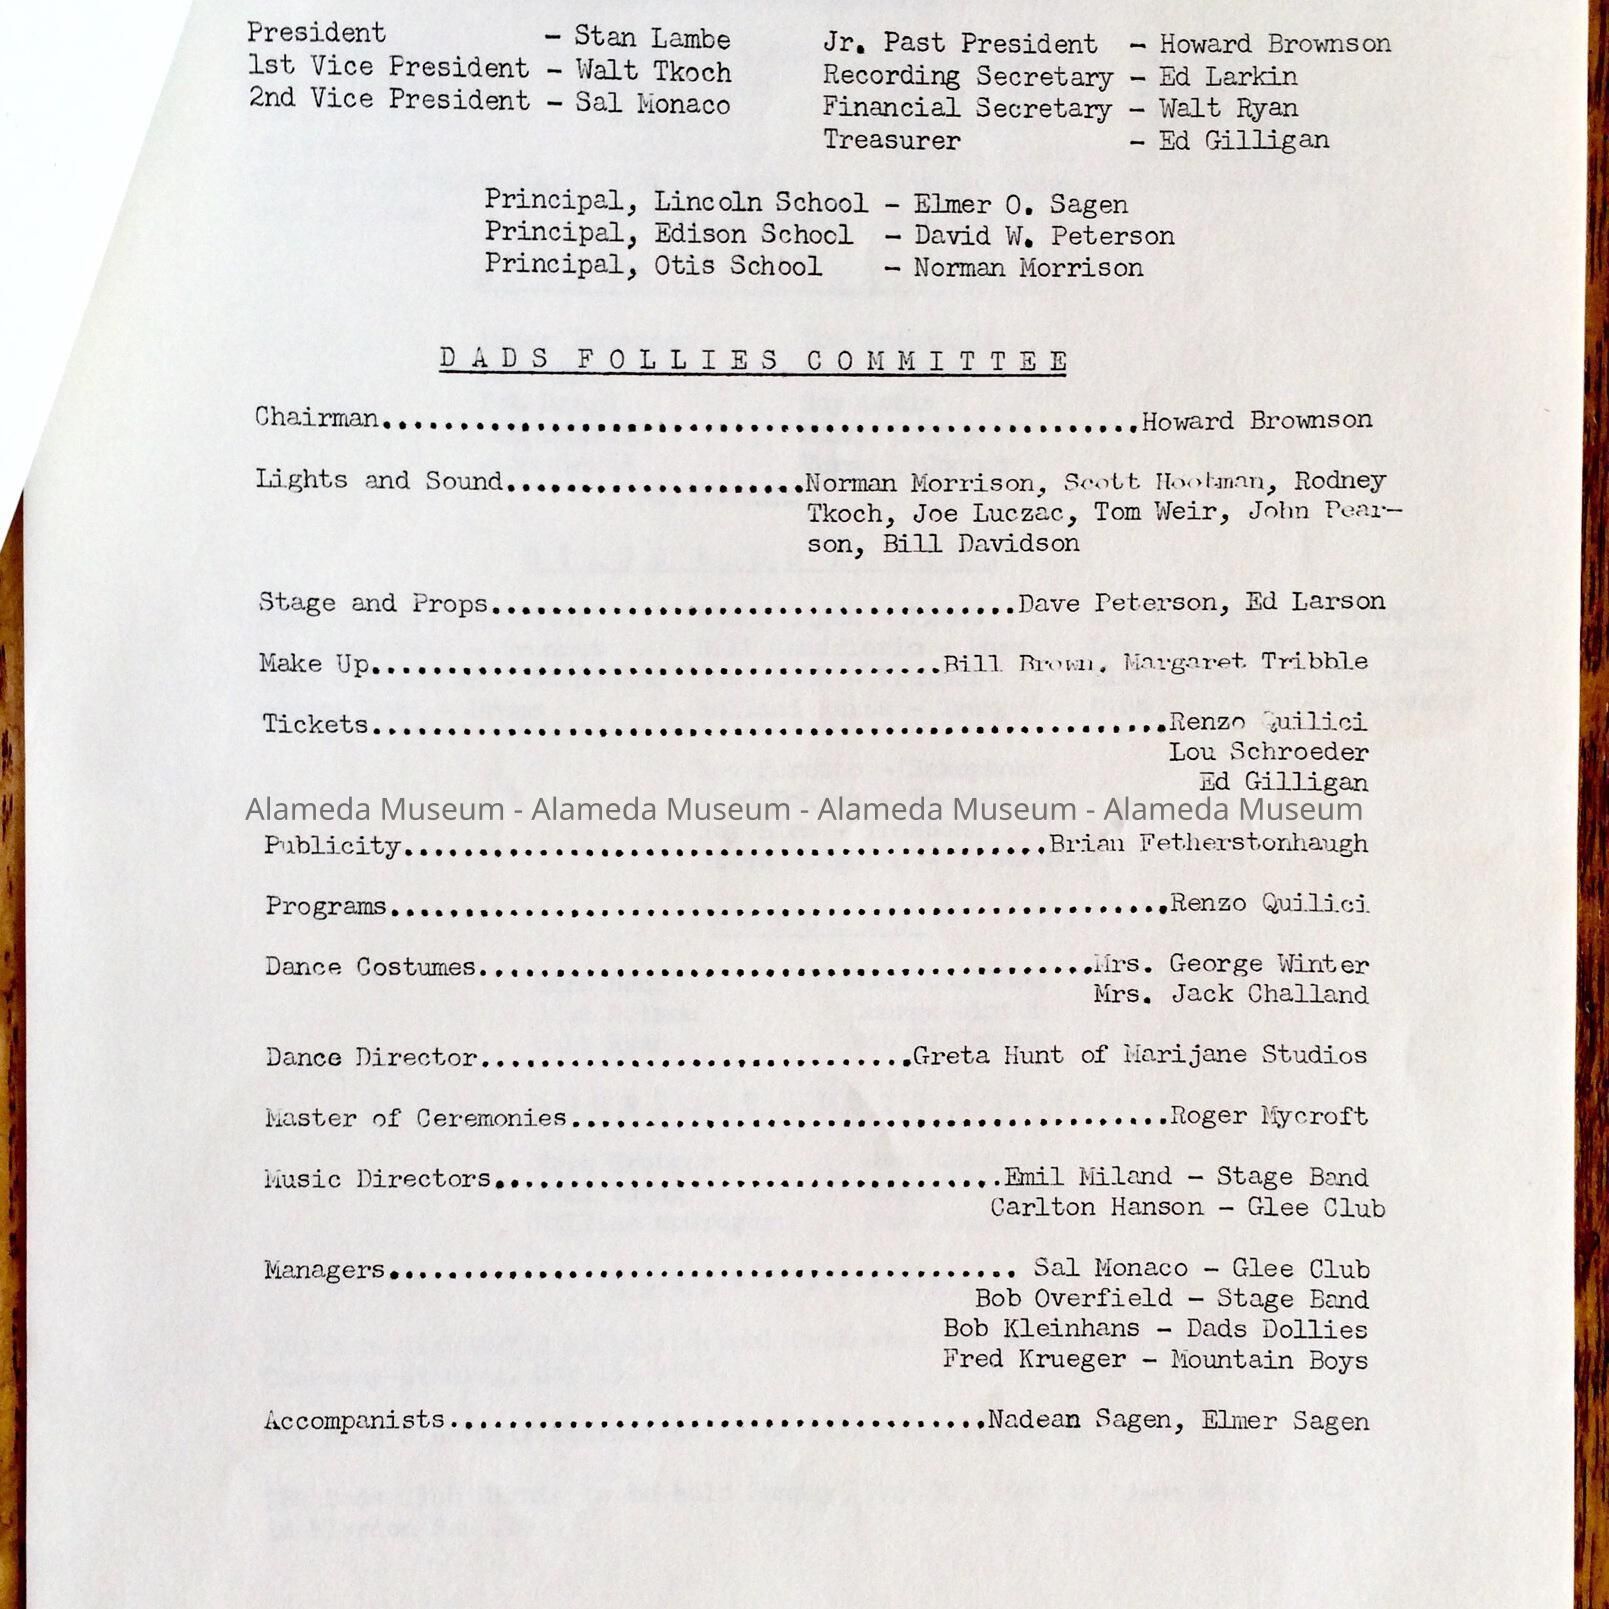 President - Stan Lambe
1st Vice President - Walt Tkoch
2nd Vice President - Sal Monaco
Jr. Past President - Howard Brownson
Recording Secretary - Ed Larkin
Financial Secretary - Walt Ryan
Treasurer - Ed Gilligan
Principal, Lincoln School - Elmer O. Sagen
Principal, Edison School - David W. Peterson
Principal, Otis School - Norman Morrison
DADS FOLLIES COMMITTEE
Chairman..................................................Howard Brownson
Lights and Sound....................Norman Morrison, Scott Hootman, Rodney
Tkoch, Joe Luczac, Tom Weir, John Pear-
son, Bill Davidson
Stage and Props...................................Dave Peterson, Ed Larson
Make Up......................................Bill Brown, Margaret Tribble
Tickets.....................................................Renzo Quilici
Lou Schroeder
Ed Gilligan
Alameda Museum - Alameda Museum - Alameda Museum - Alameda Museum
Publicity...........................................Brian Fetherstonhaugh
Programs....................................................Renzo Quilici
Dance Costumes.........................................Mrs. George Winter
Mrs. Jack Challand
Dance Director.............................Greta Hunt of Marijane Studios
Master of Ceremonies........................................Roger Mycroft
Music Directors..................................Emil Miland - Stage Band
Carlton Hanson - Glee Club
Managers.......................................... Sal Monaco - Glee Club
Bob Overfield - Stage Band
Bob Kleinhans - Dads Dollies
Fred Krueger - Mountain Boys
Accompanists....................................Nadean Sagen, Elmer Sagen